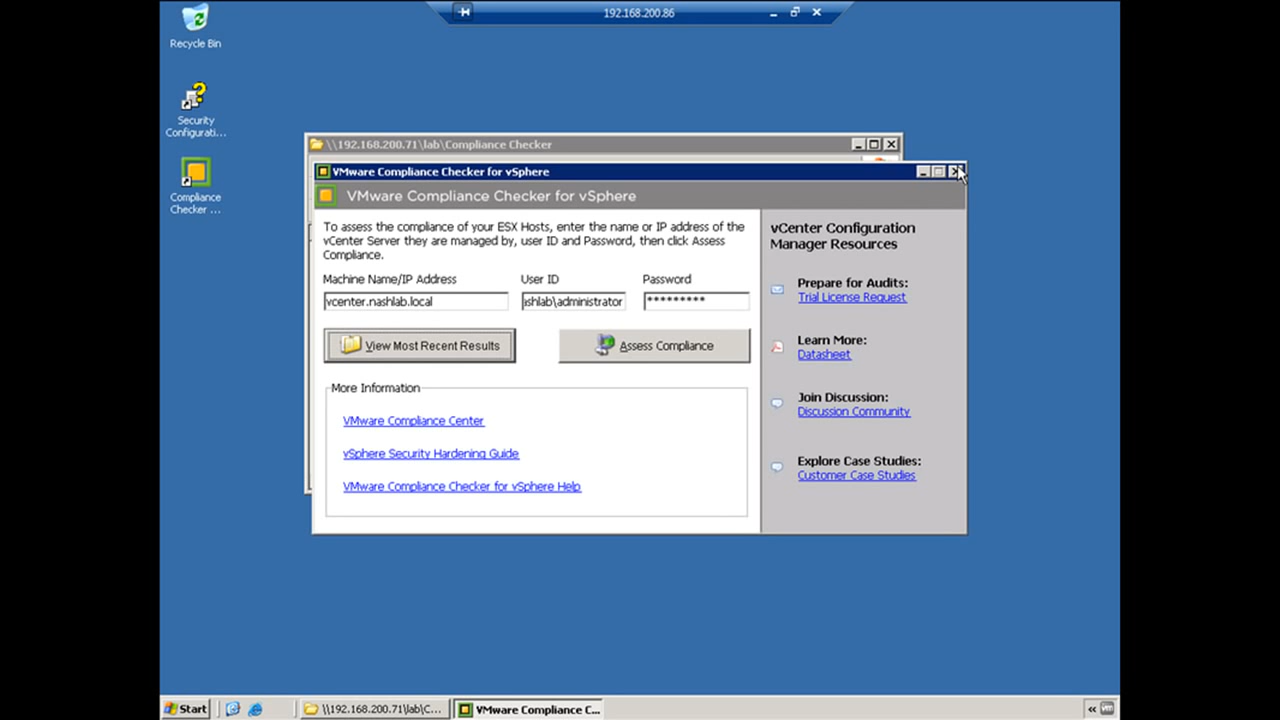 192.168.200.86
Recycle Bin
Security
Configurati...
Compliance
Checker ...
\\192.168.200.71\lab\Compliance Checker
VMware Compliance Checker for vSphere
VMware Compliance Checker for vSphere
To assess the compliance of your ESX Hosts, enter the name or IP address of the
vCenter Server they are managed by, user ID and Password, then click Assess
Compliance.
Machine Name/IP Address User ID Password
vcenter.nashlab.local shlab\administrator *********
View Most Recent Results Assess Compliance
More Information
VMware Compliance Center
vSphere Security Hardening Guide
VMware Compliance Checker for vSphere Help
vCenter Configuration
Manager Resources
Prepare for Audits:
Trial License Request
Learn More:
Datasheet
Join Discussion:
Discussion Community
Explore Case Studies:
Customer Case Studies
Start \\192.168.200.71\lab\C... VMware Compliance C... «